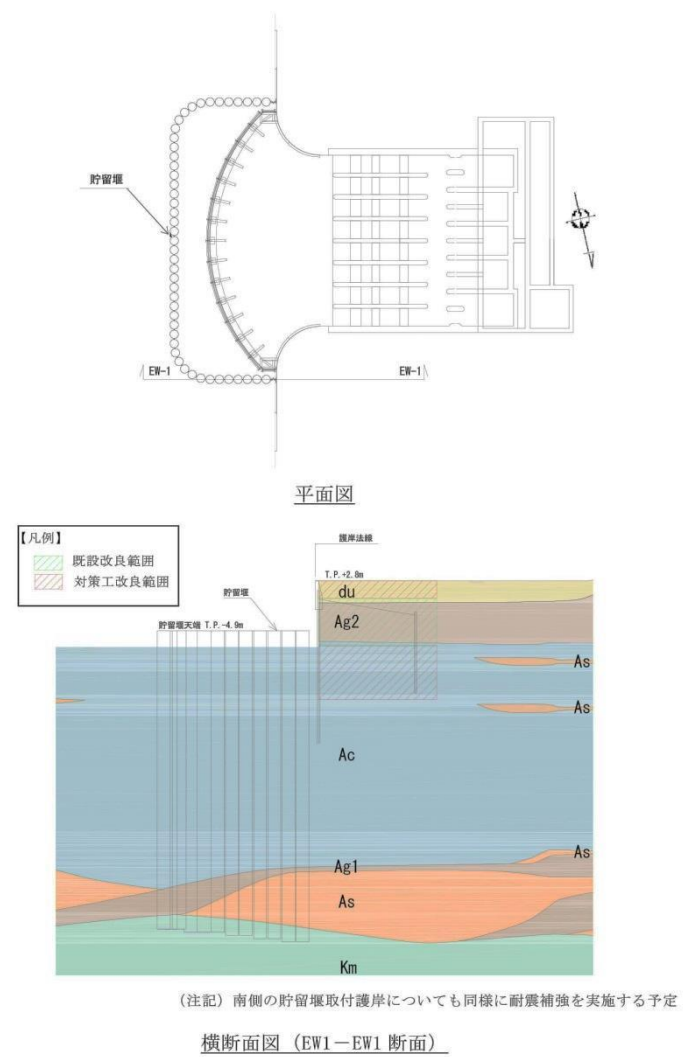 貯留堰
EW-1
EW-1
平面図
【凡例】
既設改良範囲
対策工改良範囲
護岸法線
T.P.+2.8m
貯留堰
貯留堰天端 T.P.-4.9m
du
Ag2
As
As
Ac
As
Ag1
As
Km
(注記)南側の貯留堰取付護岸についても同様に耐震補強を実施する予定
横断面図(EW1-EW1 断面)